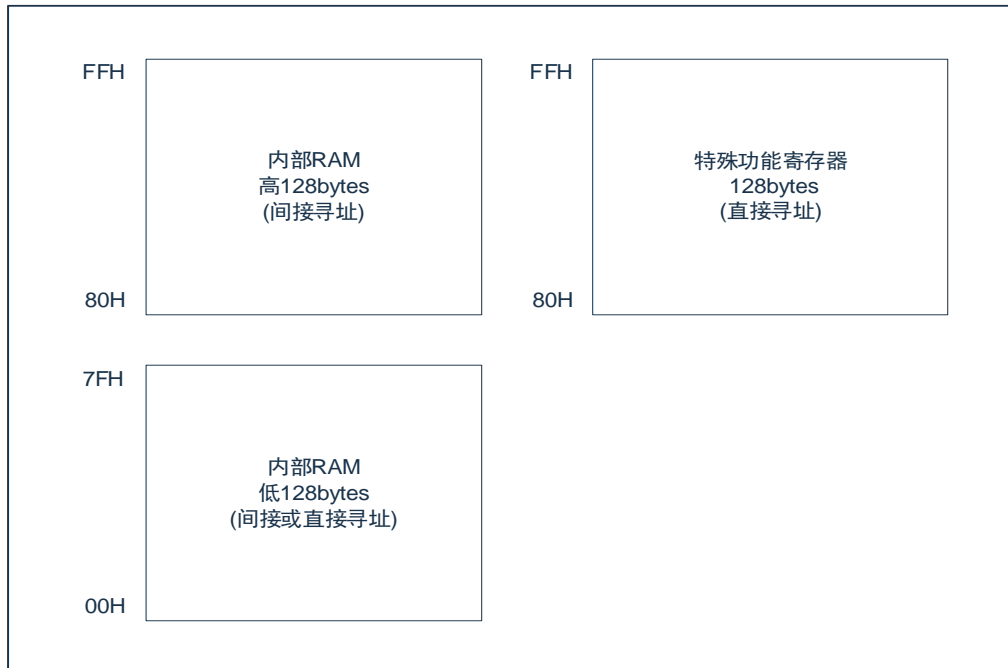 FFH
内部RAM
高128bytes
(间接寻址)
80H
FFH
特殊功能寄存器
128bytes
(直接寻址)
80H
7FH
内部RAM
低128bytes
(间接或直接寻址)
00H